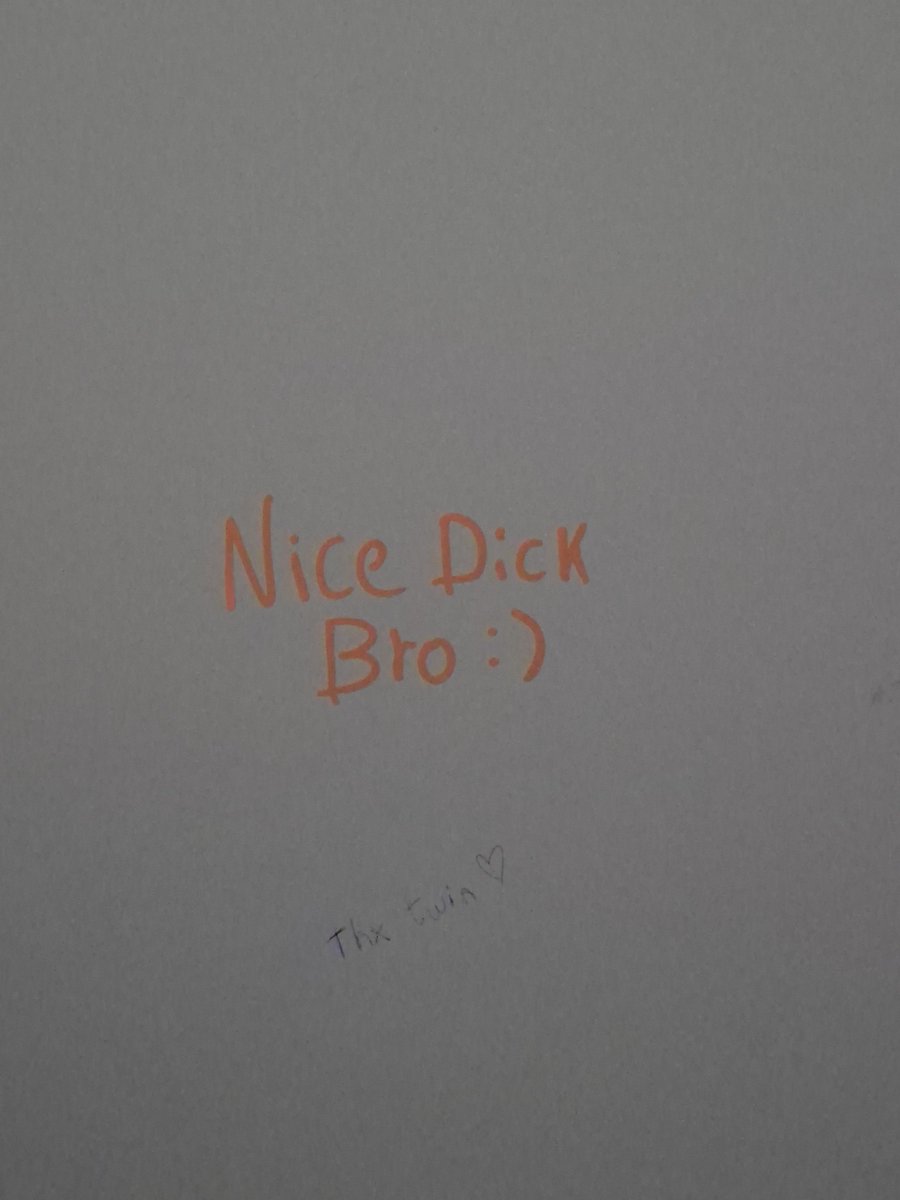 Nice Dick
Bro :)
Thx twin ♡